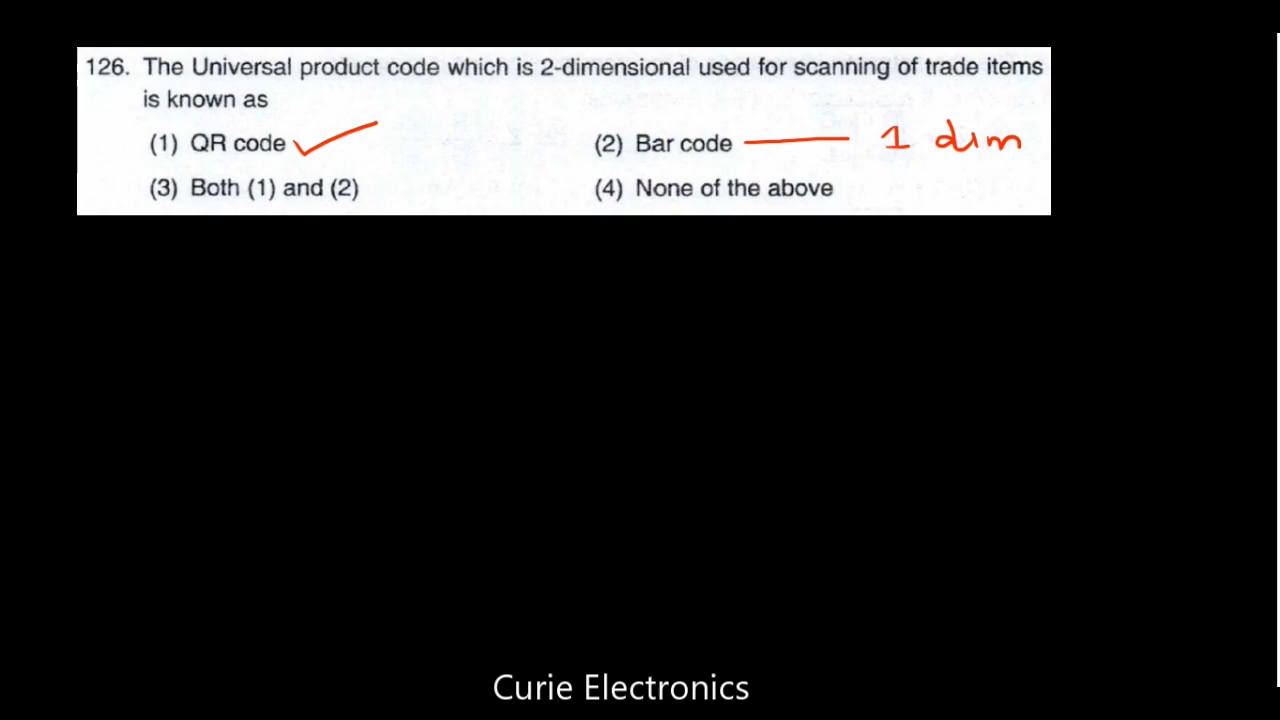 126. The Universal product code which is 2-dimensional used for scanning of trade items
is known as
(1) QR code (2) Bar code 1 dim
(3) Both (1) and (2) (4) None of the above
Curie Electronics